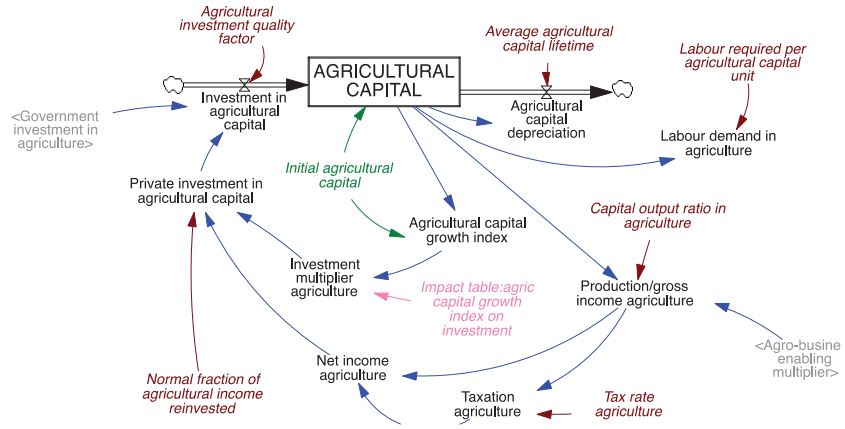 Agricultural
investment quality
factor
AGRICULTURAL
CAPITAL
Average agricultural
capital lifetime
Labour required per
agricultural capital
unit
Investment in
agricultural
capital
Agricultural
capital
depreciation
<Government
investment in
agriculture>
Labour demand in
agriculture
Private investment in
agricultural capital
Initial agricultural
capital
Agricultural capital
growth index
Capital output ratio in
agriculture
Investment
multiplier
agriculture
Impact table:agric
capital growth
index on
investment
Production/gross
income agriculture
<Agro-busine
enabling
multiplier>
Net income
agriculture
Normal fraction of
agricultural income
reinvested
Taxation
agriculture
Tax rate
agriculture